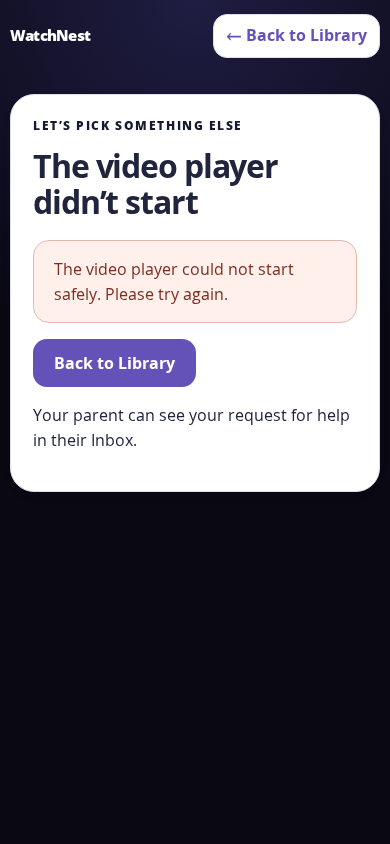 WatchNest
← Back to Library
LET’S PICK SOMETHING ELSE
The video player
didn’t start
The video player could not start
safely. Please try again.
Back to Library
Your parent can see your request for help
in their Inbox.